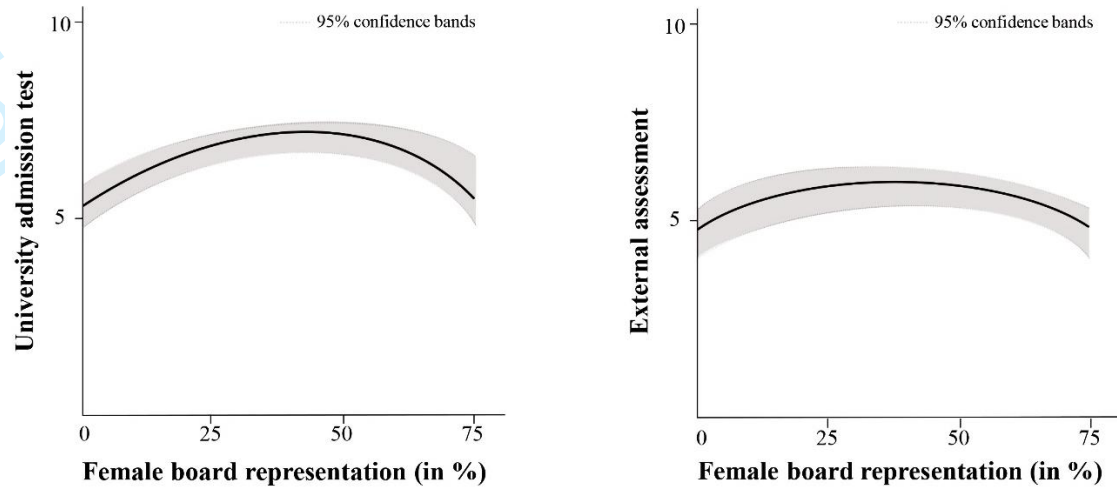 10
95% confidence bands
University admission test
5
0
25
50
75
Female board representation (in %)
10
95% confidence bands
External assessment
5
0
25
50
75
Female board representation (in %)